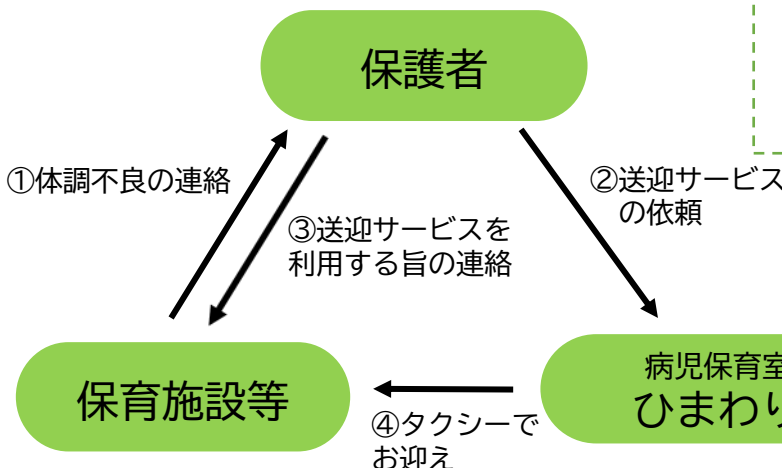 保護者
①体調不良の連絡
②送迎サービス
の依頼
③送迎サービスを
利用する旨の連絡
保育施設等
病児保育室
ひまわり
④タクシーで
お迎え